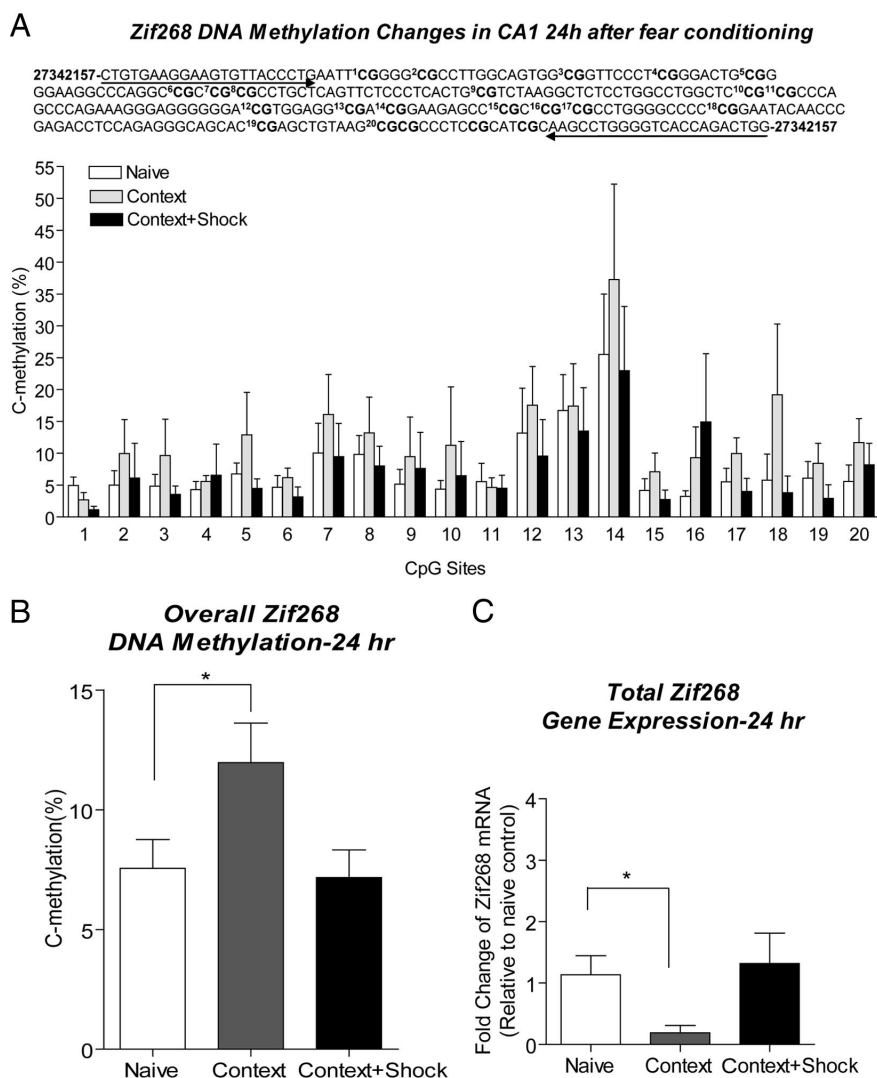 A
Zif268 DNA Methylation Changes in CA1 24h after fear conditioning
27342157-CTGTGAAGGAAGTGTTACCCTGAATT¹CGGGG²CGCCTTGGCAGTGG³CGGTTCCCT⁴CGGGACTG⁵CGG
GGAAGGCCCAGGC⁶CGC⁷CG⁸CGCCTGCTCAGTTCTCCCTCACTG⁹CGTCTAAGGCTCTCCTGGCCTGGCTC¹⁰CG¹¹CGCCCA
GCCCAGAAAGGGAGGGGGGA¹²CGTGGAGG¹³CGA¹⁴CGGAAGAGCC¹⁵CGC¹⁶CG¹⁷CGCCTGGGGCCCC¹⁸CGGAATACAACCC
GAGACCTCCAGAGGGCAGCAC¹⁹CGAGCTGTAAG²⁰CGCGCCCTCCGCATCGCAAGCCTGGGGTCACCAGACTGG-27342157
C-methylation (%)
55
50
45
40
35
30
25
20
15
10
5
0
Naive
Context
Context+Shock
1 2 3 4 5 6 7 8 9 10 11 12 13 14 15 16 17 18 19 20
CpG Sites
B
Overall Zif268
DNA Methylation-24 hr
C-methylation(%)
15
10
5
0
*
Naive Context Context+Shock
C
Total Zif268
Gene Expression-24 hr
Fold Change of Zif268 mRNA
(Relative to naive control)
4
3
2
1
0
*
Naive Context Context+Shock